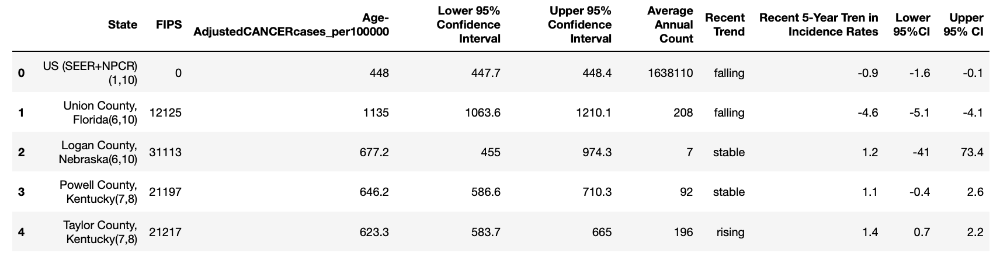 State FIPS Age-AdjustedCANCERcases_per100000 Lower 95% Confidence Interval Upper 95% Confidence Interval Average Annual Count Recent Trend Recent 5-Year Tren in Incidence Rates Lower 95%CI Upper 95% CI
0 US (SEER+NPCR)(1,10) 0 448 447.7 448.4 1638110 falling -0.9 -1.6 -0.1
1 Union County, Florida(6,10) 12125 1135 1063.6 1210.1 208 falling -4.6 -5.1 -4.1
2 Logan County, Nebraska(6,10) 31113 677.2 455 974.3 7 stable 1.2 -41 73.4
3 Powell County, Kentucky(7,8) 21197 646.2 586.6 710.3 92 stable 1.1 -0.4 2.6
4 Taylor County, Kentucky(7,8) 21217 623.3 583.7 665 196 rising 1.4 0.7 2.2